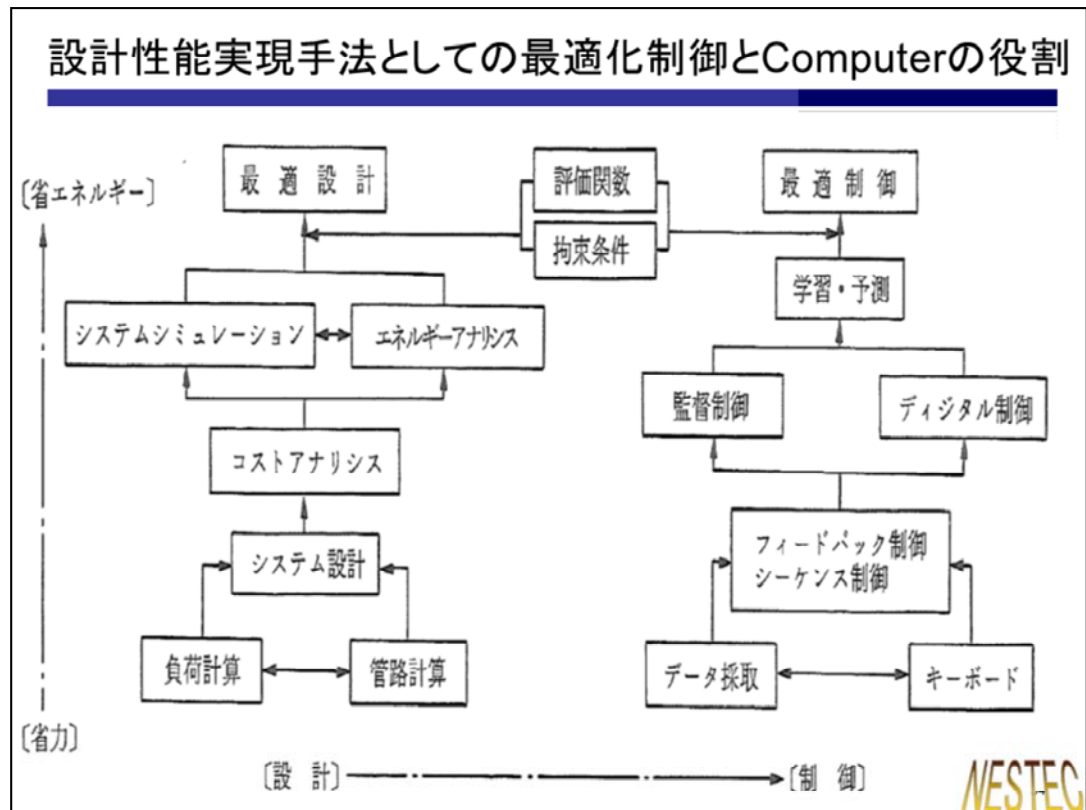 設計性能実現手法としての最適化制御とComputerの役割
〔省エネルギー〕
最適設計
評価関数
最適制御
拘束条件
学習・予測
システムシミュレーション
エネルギーアナリンス
監督制御
ディジタル制御
コストアナリシス
システム設計
フィードバック制御
シーケンス制御
負荷計算
管路計算
データ採取
キーボード
〔省力〕
〔設計〕
〔制御〕
NESTEC